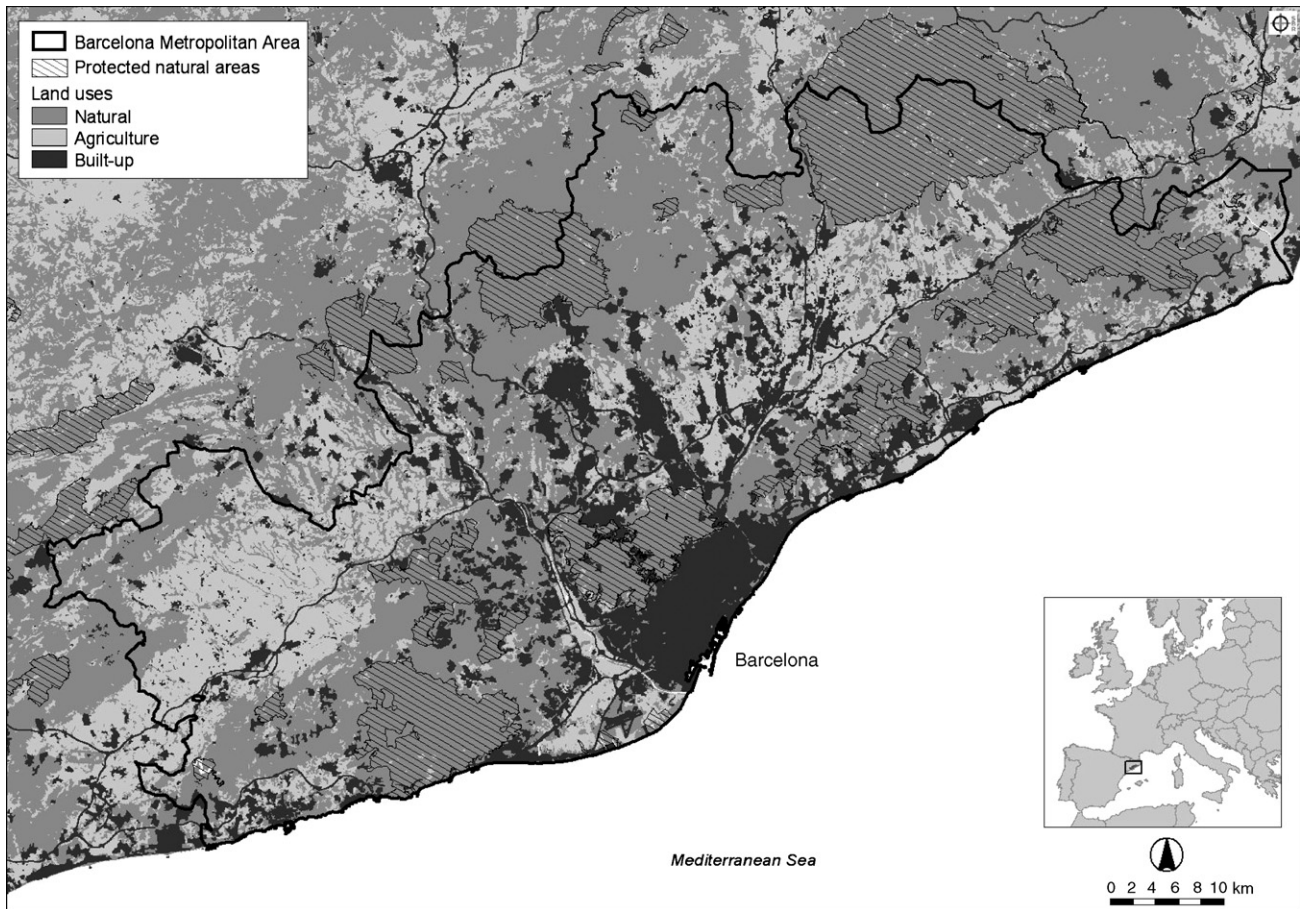 Barcelona Metropolitan Area
Protected natural areas
Land uses
Natural
Agriculture
Built-up
Barcelona
Mediterranean Sea
0 2 4 6 8 10 km